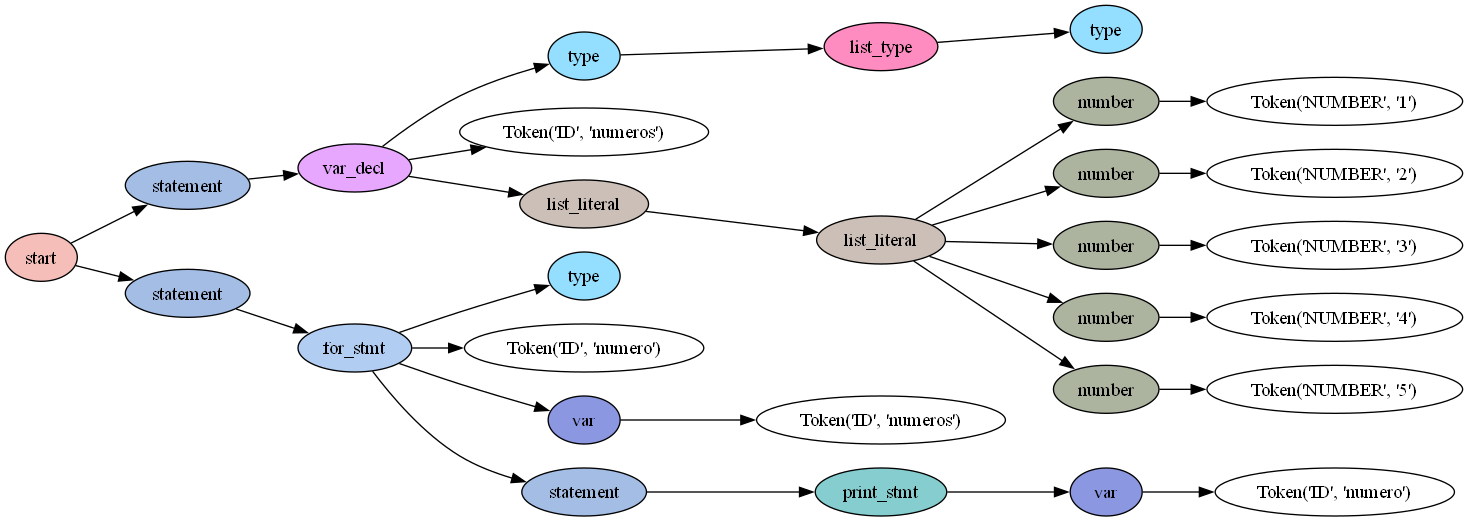 start
statement
var_decl
type
list_type
type
Token('ID', 'numeros')
list_literal
list_literal
number
Token('NUMBER', '1')
number
Token('NUMBER', '2')
number
Token('NUMBER', '3')
number
Token('NUMBER', '4')
number
Token('NUMBER', '5')
statement
for_stmt
type
Token('ID', 'numero')
var
Token('ID', 'numeros')
statement
print_stmt
var
Token('ID', 'numero')